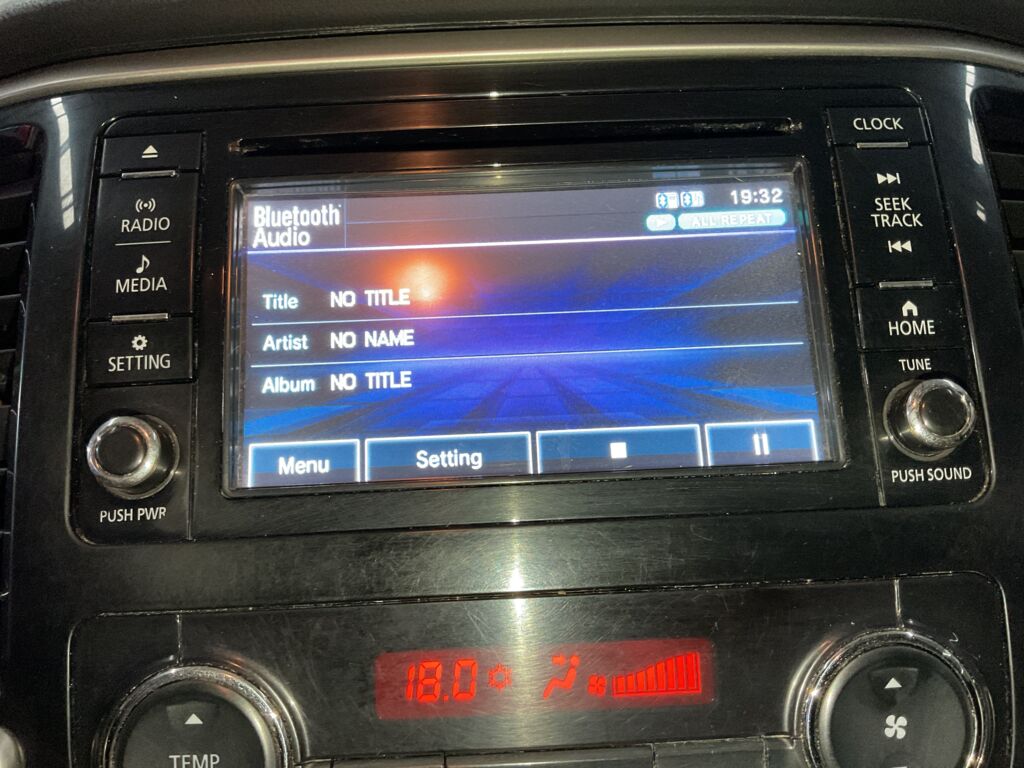 CLOCK
RADIO
MEDIA
SETTING
PUSH PWR
Bluetooth
Audio
19:32
ALL REPEAT
Title NO TITLE
Artist NO NAME
Album NO TITLE
Menu Setting
SEEK
TRACK
HOME
TUNE
PUSH SOUND
18.0
TEMP